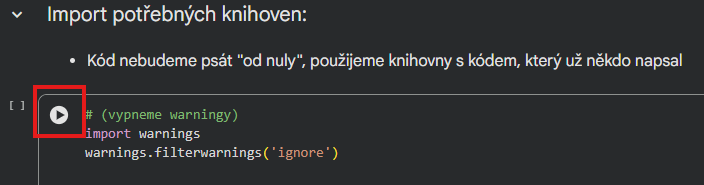 Import potřebných knihoven:
Kód nebudeme psát "od nuly", použijeme knihovny s kódem, který už někdo napsal
[ ]
# (vypneme warningy)
import warnings
warnings.filterwarnings('ignore')